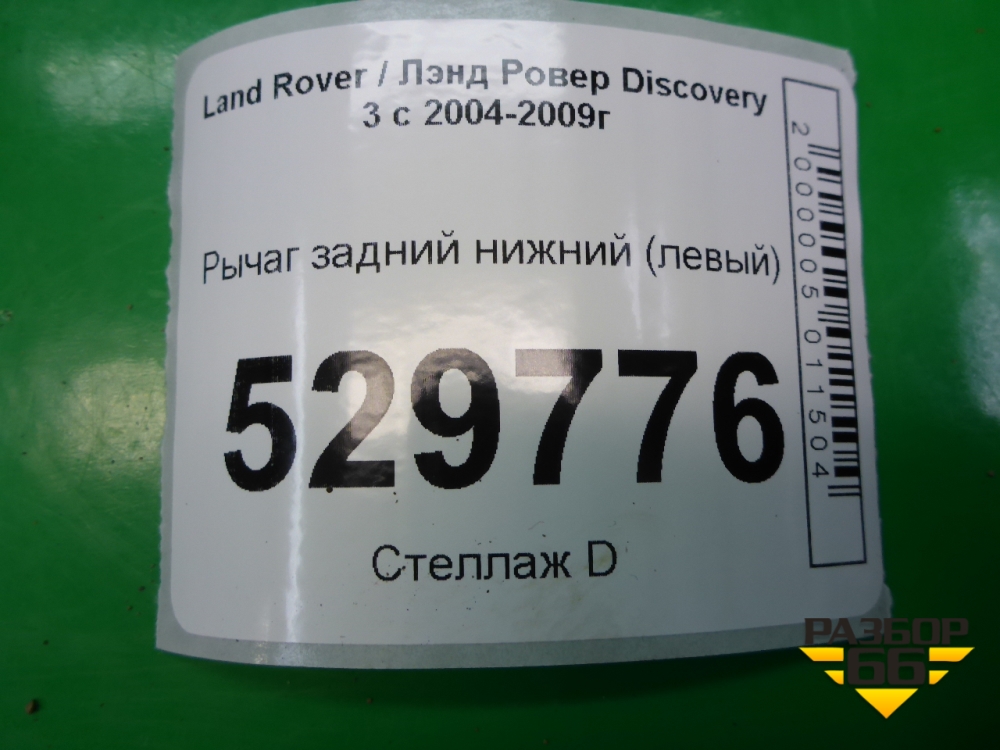 Land Rover / Лэнд Ровер Discovery
3 с 2004-2009г
Рычаг задний нижний (левый)
529776
Стеллаж D
2000005011504
РАЗБОР
66